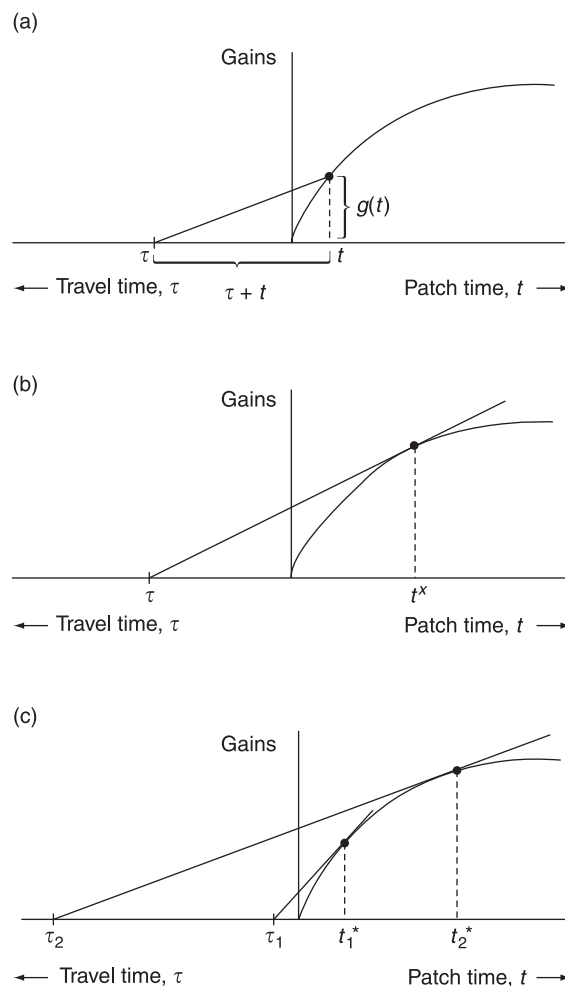 (a)
Gains
g(t)
τ t
τ + t
← Travel time, τ Patch time, t →
(b)
Gains
τ tˣ
← Travel time, τ Patch time, t →
(c)
Gains
τ₂ τ₁ t₁* t₂*
← Travel time, τ Patch time, t →